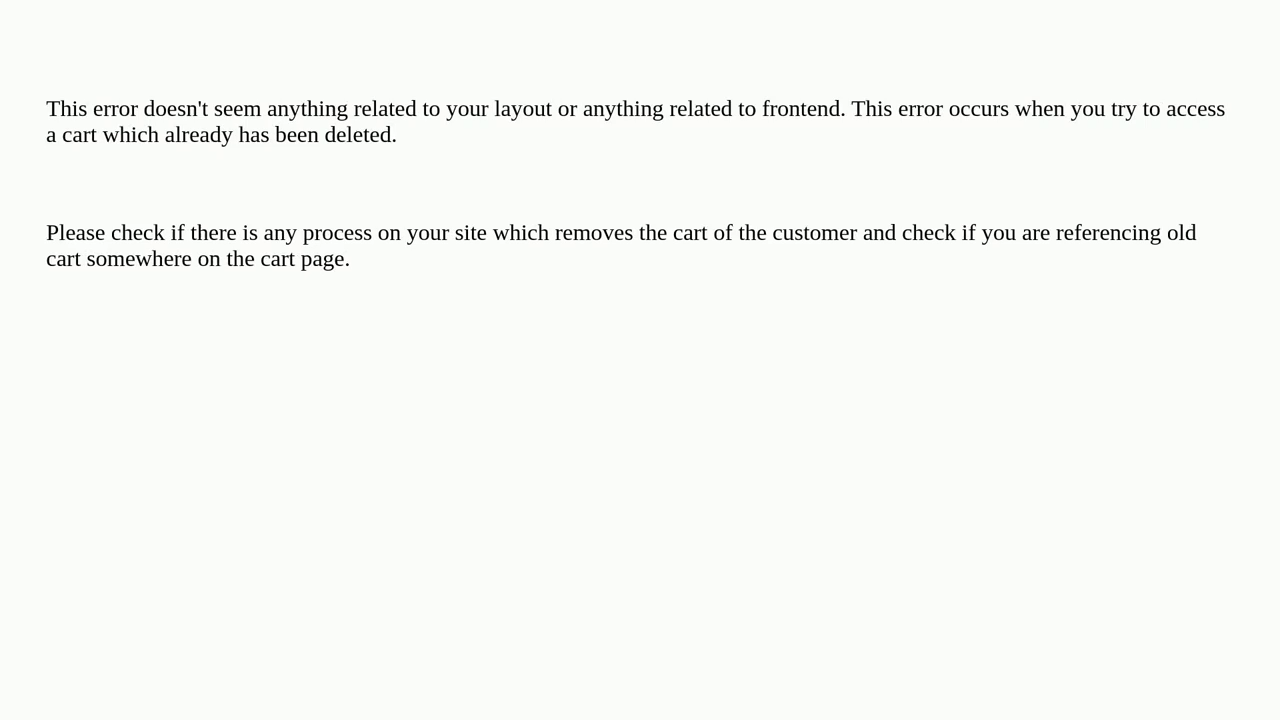 This error doesn't seem anything related to your layout or anything related to frontend. This error occurs when you try to access
a cart which already has been deleted.
Please check if there is any process on your site which removes the cart of the customer and check if you are referencing old
cart somewhere on the cart page.